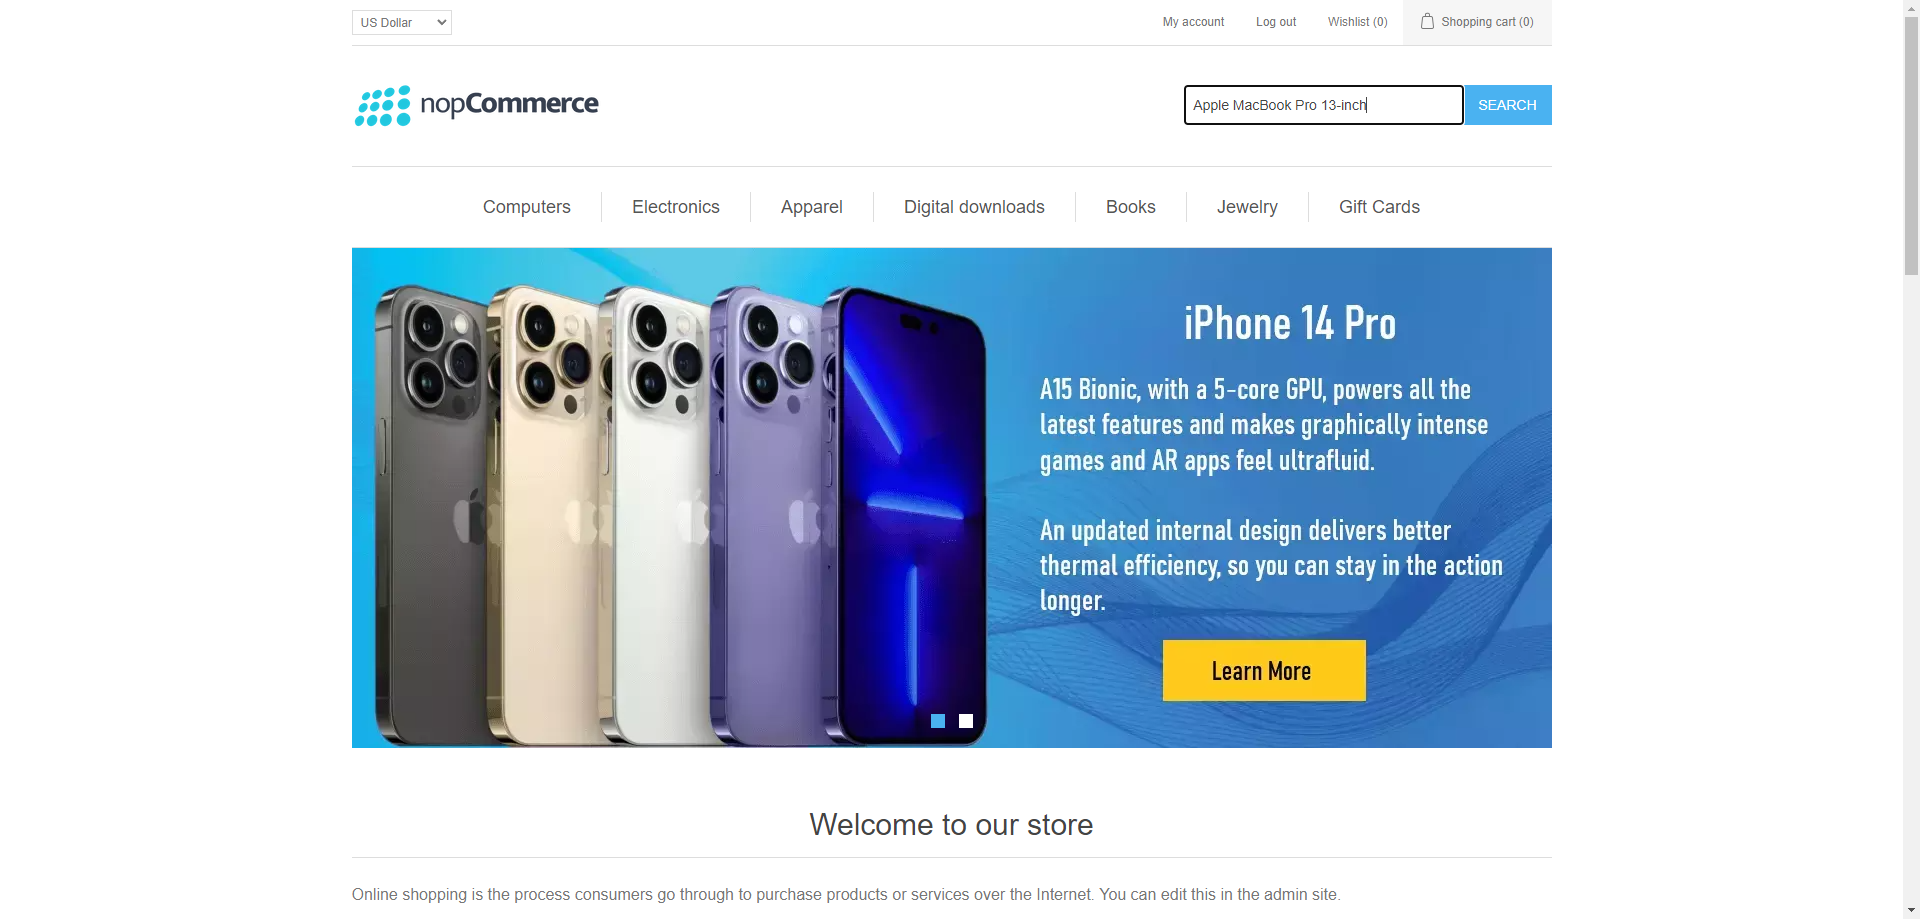 US Dollar
My account
Log out
Wishlist (0)
Shopping cart (0)
nopCommerce
Apple MacBook Pro 13-inch
SEARCH
Computers
Electronics
Apparel
Digital downloads
Books
Jewelry
Gift Cards
iPhone 14 Pro
A15 Bionic, with a 5-core GPU, powers all the
latest features and makes graphically intense
games and AR apps feel ultrafluid.
An updated internal design delivers better
thermal efficiency, so you can stay in the action
longer.
Learn More
Welcome to our store
Online shopping is the process consumers go through to purchase products or services over the Internet. You can edit this in the admin site.